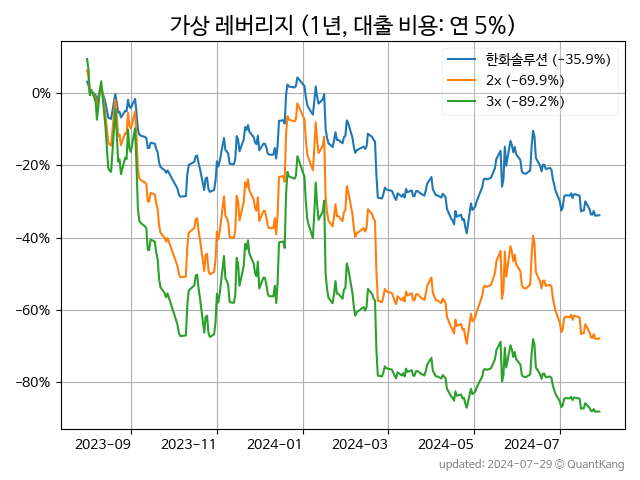 가상 레버리지 (1년, 대출 비용: 연 5%)
한화솔루션 (−35.9%)
2x (−69.9%)
3x (−89.2%)
0%
−20%
−40%
−60%
−80%
2023-09 2023-11 2024-01 2024-03 2024-05 2024-07
updated: 2024-07-29 © QuantKang